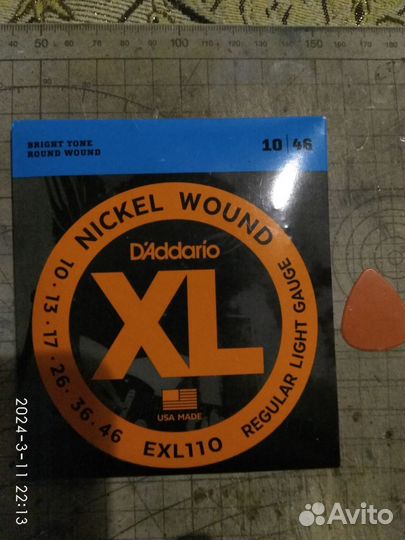 50 100 150
BRIGHT TONE
ROUND WOUND
10 | 46
NICKEL WOUND
D'Addario
XL
10 · 13 · 17 · 26 · 36 · 46
USA MADE
EXL110
REGULAR LIGHT GAUGE
2024-3-11 22:13
Avito